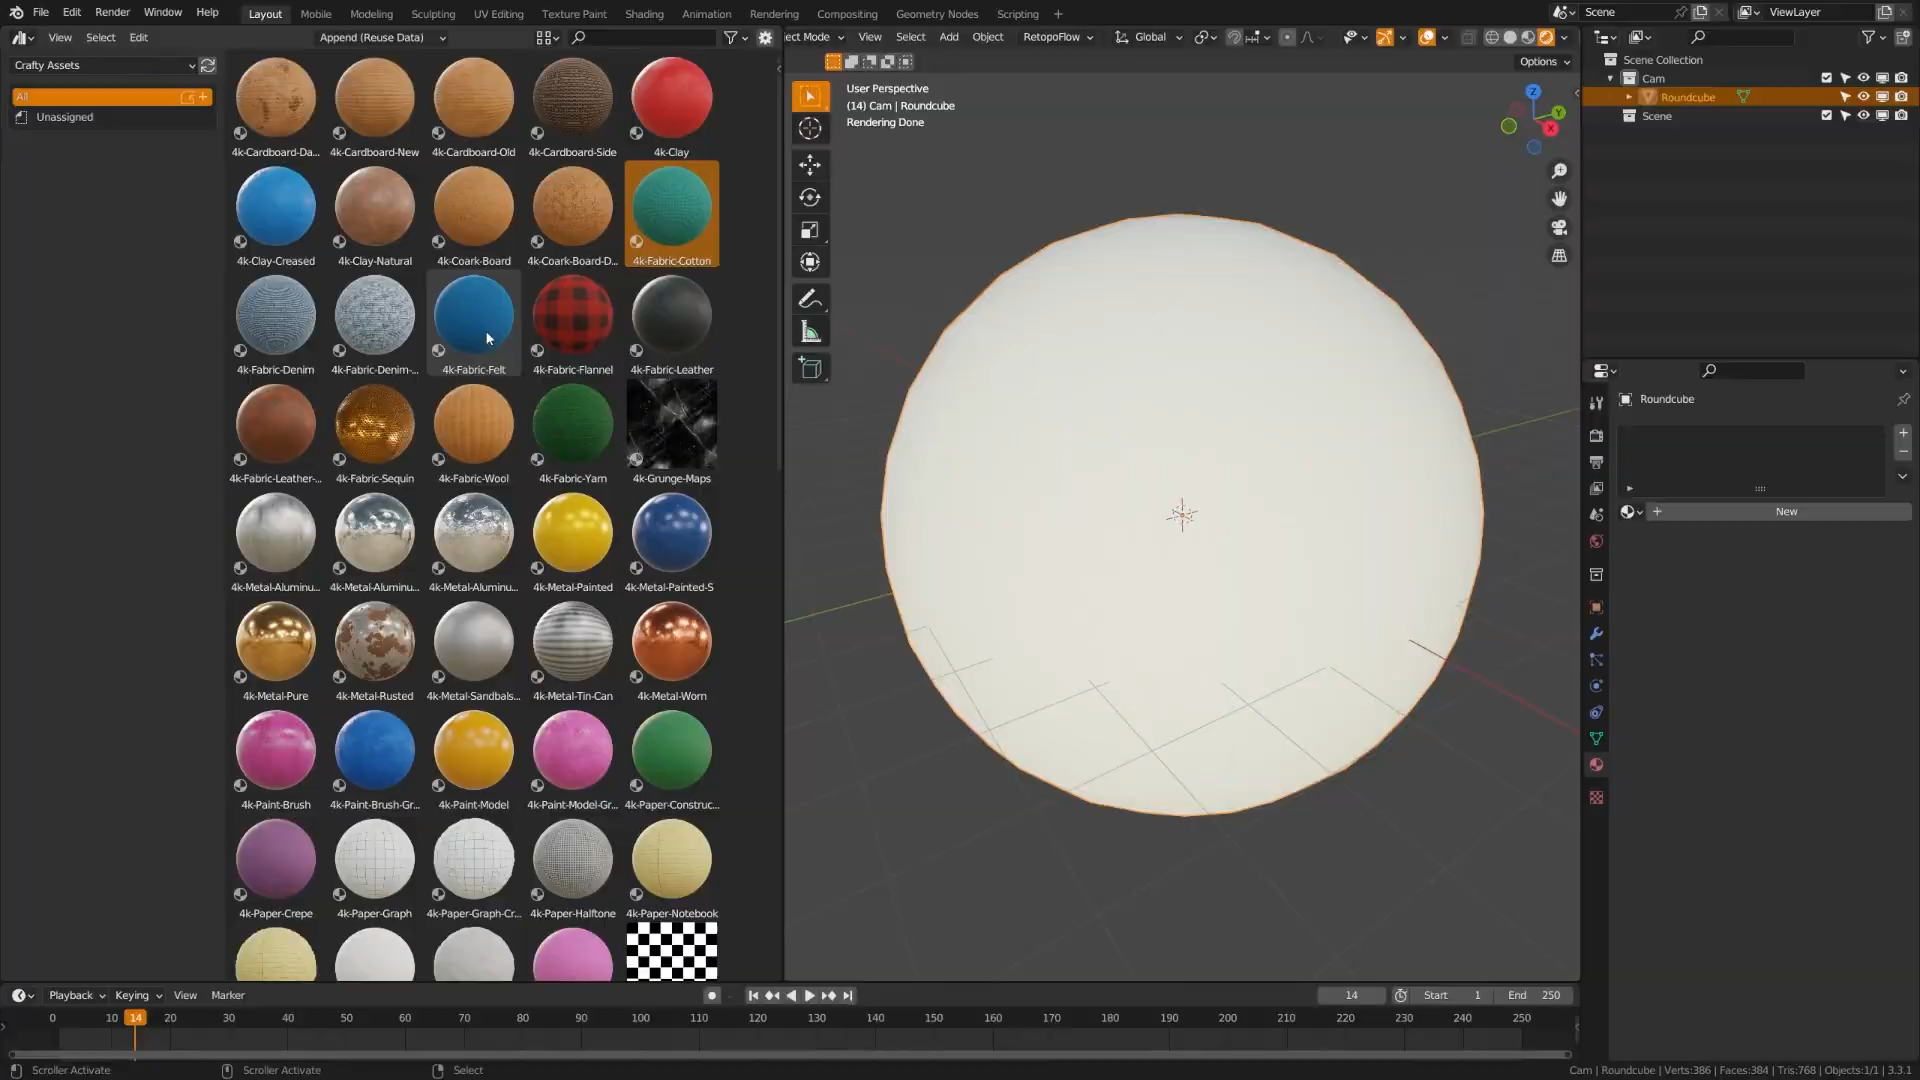 File Edit Render Window Help Layout Mobile Modeling Sculpting UV Editing Texture Paint Shading Animation Rendering Compositing Geometry Nodes Scripting + Scene ViewLayer
View Select Edit Append (Reuse Data) ect Mode View Select Add Object RetopoFlow Global
Options
Crafty Assets
All
Unassigned
4k-Cardboard-Da... 4k-Cardboard-New 4k-Cardboard-Old 4k-Cardboard-Side 4k-Clay
4k-Clay-Creased 4k-Clay-Natural 4k-Coark-Board 4k-Coark-Board-D... 4k-Fabric-Cotton
4k-Fabric-Denim 4k-Fabric-Denim-... 4k-Fabric-Felt 4k-Fabric-Flannel 4k-Fabric-Leather
4k-Fabric-Leather-... 4k-Fabric-Sequin 4k-Fabric-Wool 4k-Fabric-Yarn 4k-Grunge-Maps
4k-Metal-Aluminu... 4k-Metal-Aluminu... 4k-Metal-Aluminu... 4k-Metal-Painted 4k-Metal-Painted-S
4k-Metal-Pure 4k-Metal-Rusted 4k-Metal-Sandbals... 4k-Metal-Tin-Can 4k-Metal-Worn
4k-Paint-Brush 4k-Paint-Brush-Gr... 4k-Paint-Model 4k-Paint-Model-Gr... 4k-Paper-Construc...
4k-Paper-Crepe 4k-Paper-Graph 4k-Paper-Graph-Cr... 4k-Paper-Halftone 4k-Paper-Notebook
User Perspective
(14) Cam | Roundcube
Rendering Done
Z
Y
X
Scene Collection
Cam
Roundcube
Scene
Roundcube
New
Playback Keying View Marker 14 Start 1 End 250
0 10 14 20 30 40 50 60 70 80 90 100 110 120 130 140 150 160 170 180 190 200 210 220 230 240 250
Scroller Activate Scroller Activate Select Cam | Roundcube | Verts:386 | Faces:384 | Tris:768 | Objects:1/1 | 3.3.1